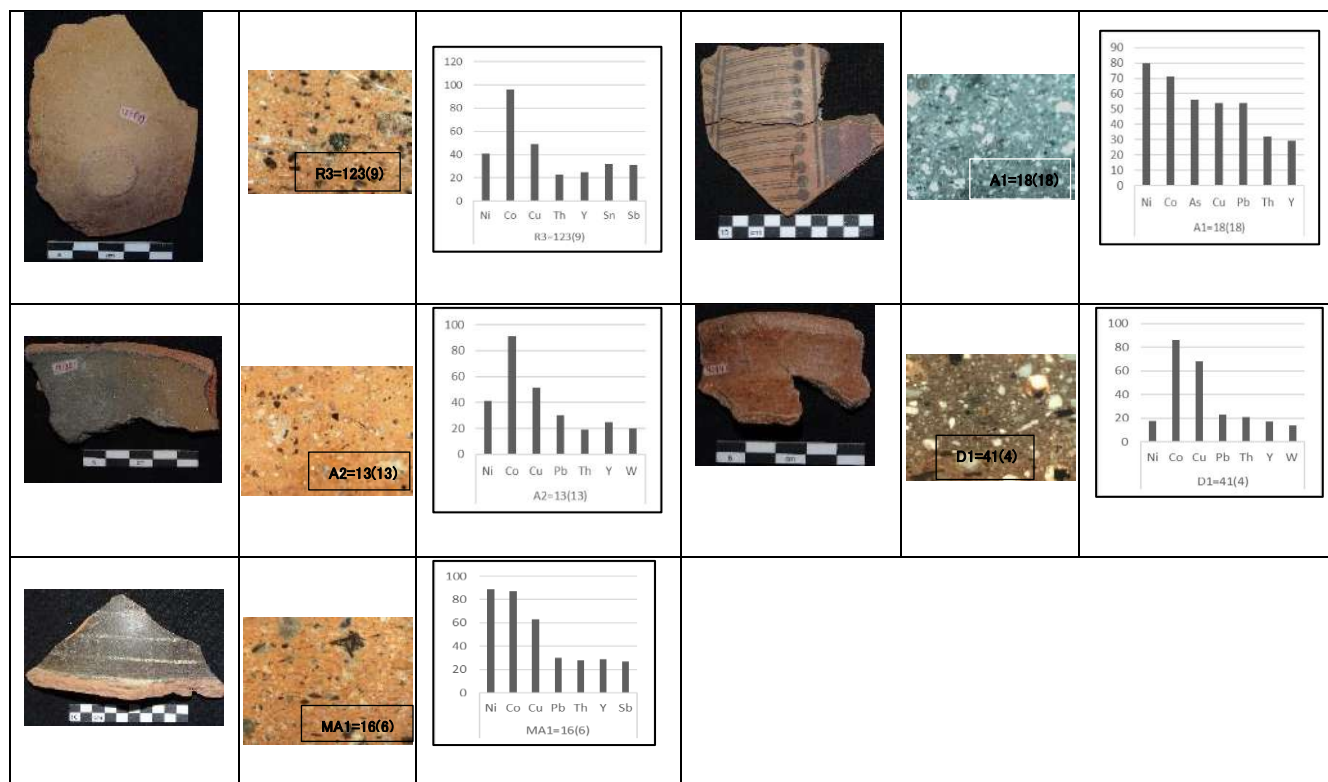 R3=123(9)
120
100
80
60
40
20
0
Ni Co Cu Th Y Sn Sb
R3=123(9)
10 cm
A1=18(18)
90
80
70
60
50
40
30
20
10
0
Ni Co As Cu Pb Th Y
A1=18(18)
A2=13(13)
100
80
60
40
20
0
Ni Co Cu Pb Th Y W
A2=13(13)
D1=41(4)
100
80
60
40
20
0
Ni Co Cu Pb Th Y W
D1=41(4)
MA1=16(6)
100
80
60
40
20
0
Ni Co Cu Pb Th Y Sb
MA1=16(6)